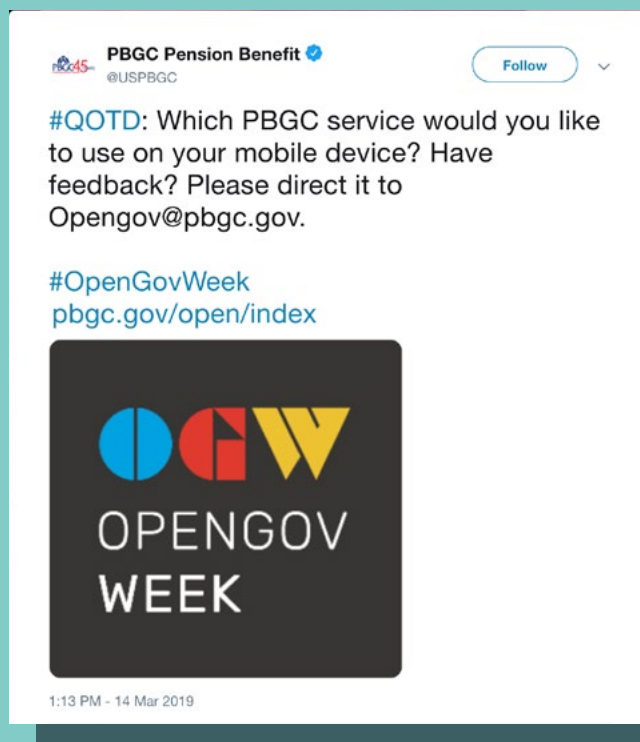 PBGC Pension Benefit
@USPBGC
Follow
#QOTD: Which PBGC service would you like
to use on your mobile device? Have
feedback? Please direct it to
Opengov@pbgc.gov.
#OpenGovWeek
pbgc.gov/open/index
OGW
OPENGOV
WEEK
1:13 PM - 14 Mar 2019